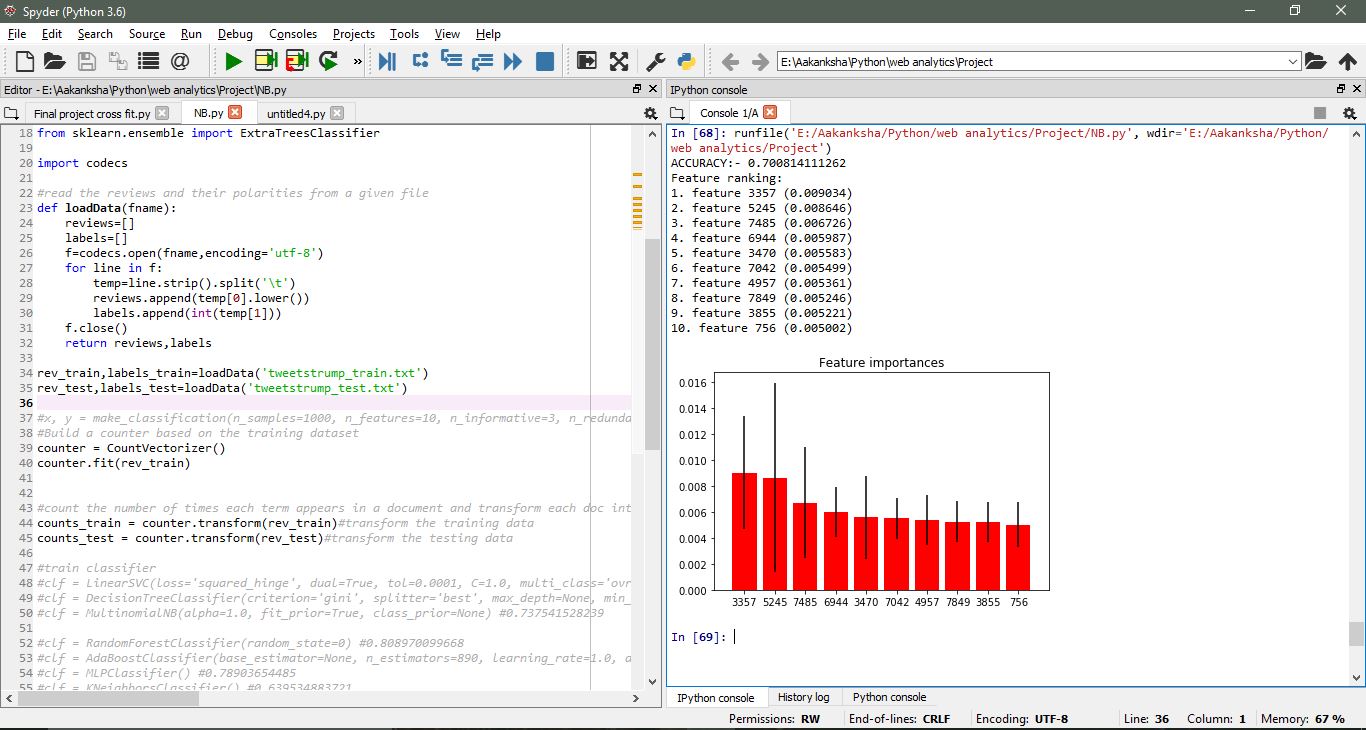 Spyder (Python 3.6)
File Edit Search Source Run Debug Consoles Projects Tools View Help
E:\Aakanksha\Python\web analytics\Project
Editor - E:\Aakanksha\Python\web analytics\Project\NB.py
Final project cross fit.py NB.py untitled4.py
18 from sklearn.ensemble import ExtraTreesClassifier
19
20 import codecs
21
22 #read the reviews and their polarities from a given file
23 def loadData(fname):
24 reviews=[]
25 labels=[]
26 f=codecs.open(fname,encoding='utf-8')
27 for line in f:
28 temp=line.strip().split('\t')
29 reviews.append(temp[0].lower())
30 labels.append(int(temp[1]))
31 f.close()
32 return reviews,labels
33
34 rev_train,labels_train=loadData('tweetstrump_train.txt')
35 rev_test,labels_test=loadData('tweetstrump_test.txt')
36
37 #x, y = make_classification(n_samples=1000, n_features=10, n_informative=3, n_redunda
38 #Build a counter based on the training dataset
39 counter = CountVectorizer()
40 counter.fit(rev_train)
41
42
43 #count the number of times each term appears in a document and transform each doc int
44 counts_train = counter.transform(rev_train)#transform the training data
45 counts_test = counter.transform(rev_test)#transform the testing data
46
47 #train classifier
48 #clf = LinearSVC(loss='squared_hinge', dual=True, tol=0.0001, C=1.0, multi_class='ovr
49 #clf = DecisionTreeClassifier(criterion='gini', splitter='best', max_depth=None, min_
50 #clf = MultinomialNB(alpha=1.0, fit_prior=True, class_prior=None) #0.737541528239
51
52 #clf = RandomForestClassifier(random_state=0) #0.808970099668
53 #clf = AdaBoostClassifier(base_estimator=None, n_estimators=890, learning_rate=1.0, a
54 #clf = MLPClassifier() #0.78903654485
55 #clf = KNeighborsClassifier() #0.639534883721
IPython console
Console 1/A
In [68]: runfile('E:/Aakanksha/Python/web analytics/Project/NB.py', wdir='E:/Aakanksha/Python/
web analytics/Project')
ACCURACY:- 0.700814111262
Feature ranking:
1. feature 3357 (0.009034)
2. feature 5245 (0.008646)
3. feature 7485 (0.006726)
4. feature 6944 (0.005987)
5. feature 3470 (0.005583)
6. feature 7042 (0.005499)
7. feature 4957 (0.005361)
8. feature 7849 (0.005246)
9. feature 3855 (0.005221)
10. feature 756 (0.005002)
Feature importances
0.016
0.014
0.012
0.010
0.008
0.006
0.004
0.002
0.000
3357 5245 7485 6944 3470 7042 4957 7849 3855 756
In [69]:
IPython console History log Python console
Permissions: RW End-of-lines: CRLF Encoding: UTF-8 Line: 36 Column: 1 Memory: 67 %